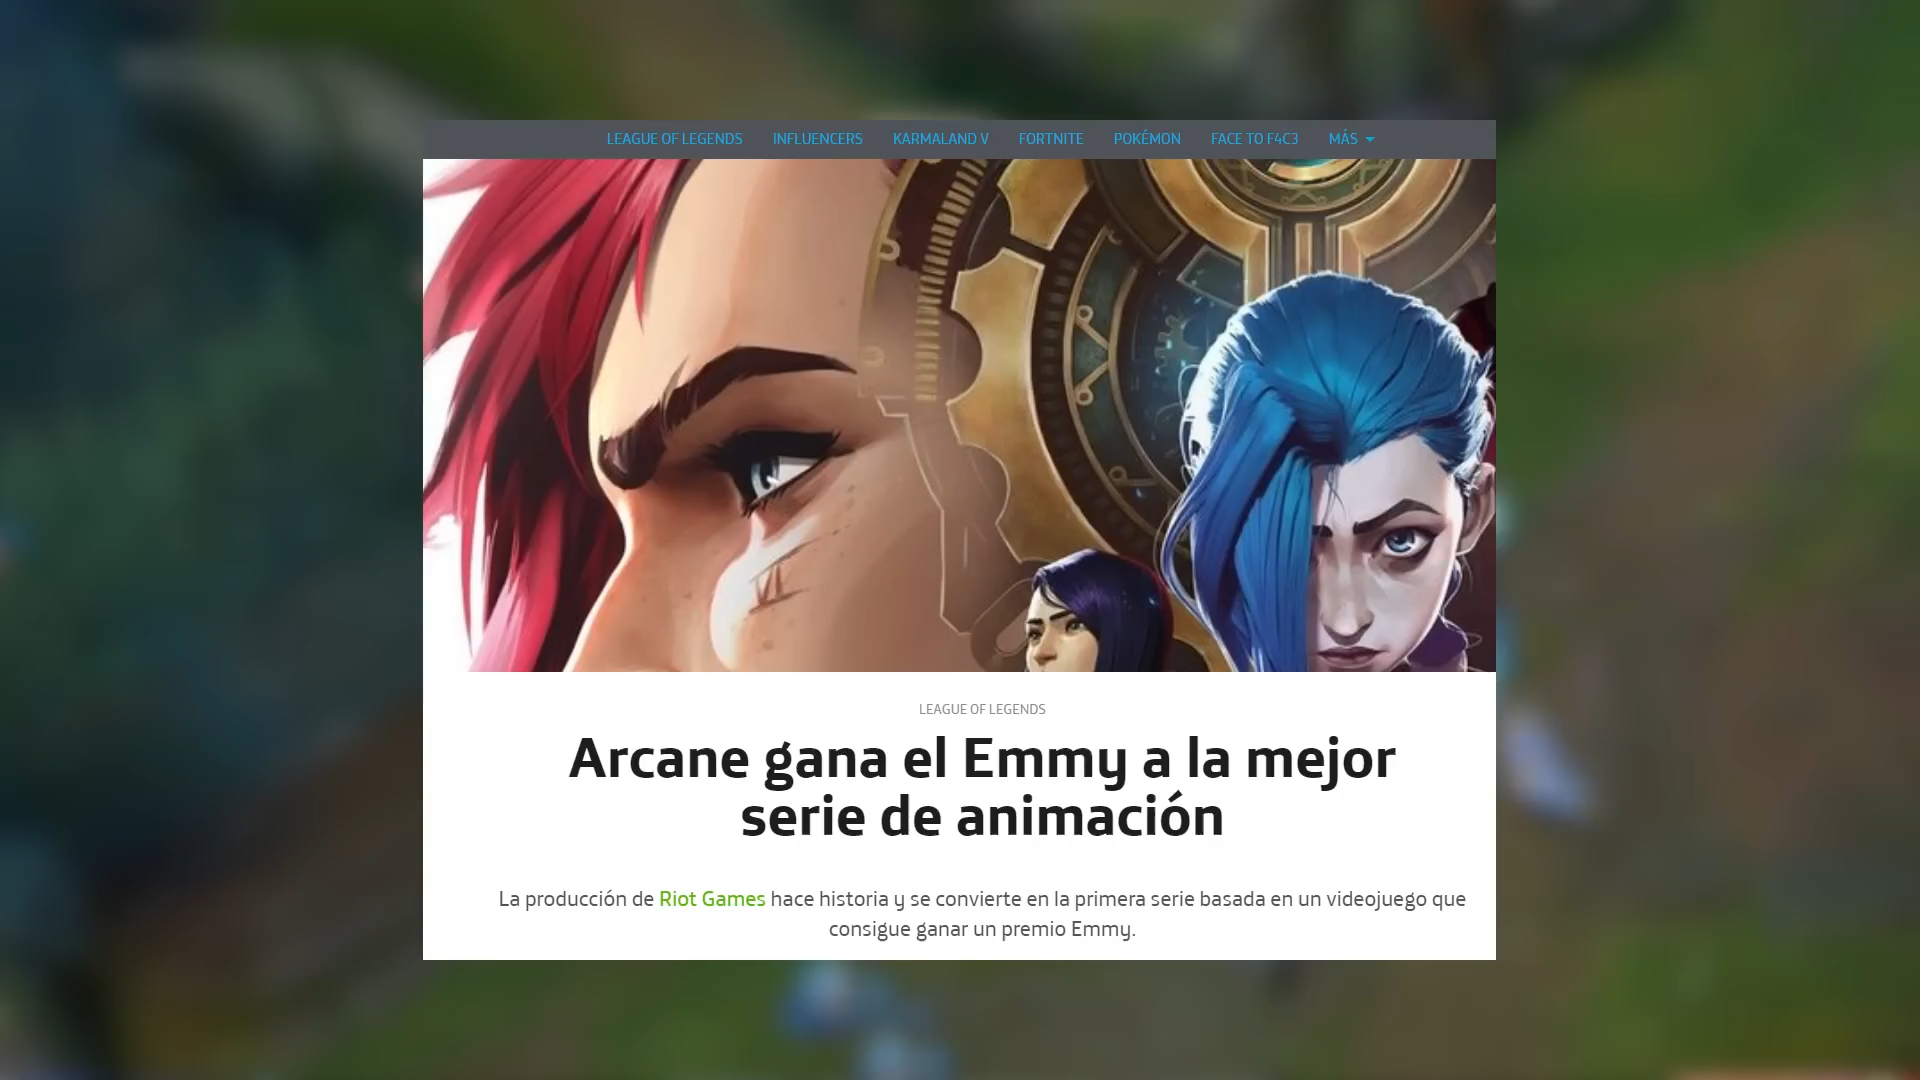 LEAGUE OF LEGENDS INFLUENCERS KARMALAND V FORTNITE POKÉMON FACE TO F4C3 MÁS
VI
LEAGUE OF LEGENDS
Arcane gana el Emmy a la mejor
serie de animación
La producción de Riot Games hace historia y se convierte en la primera serie basada en un videojuego que
consigue ganar un premio Emmy.